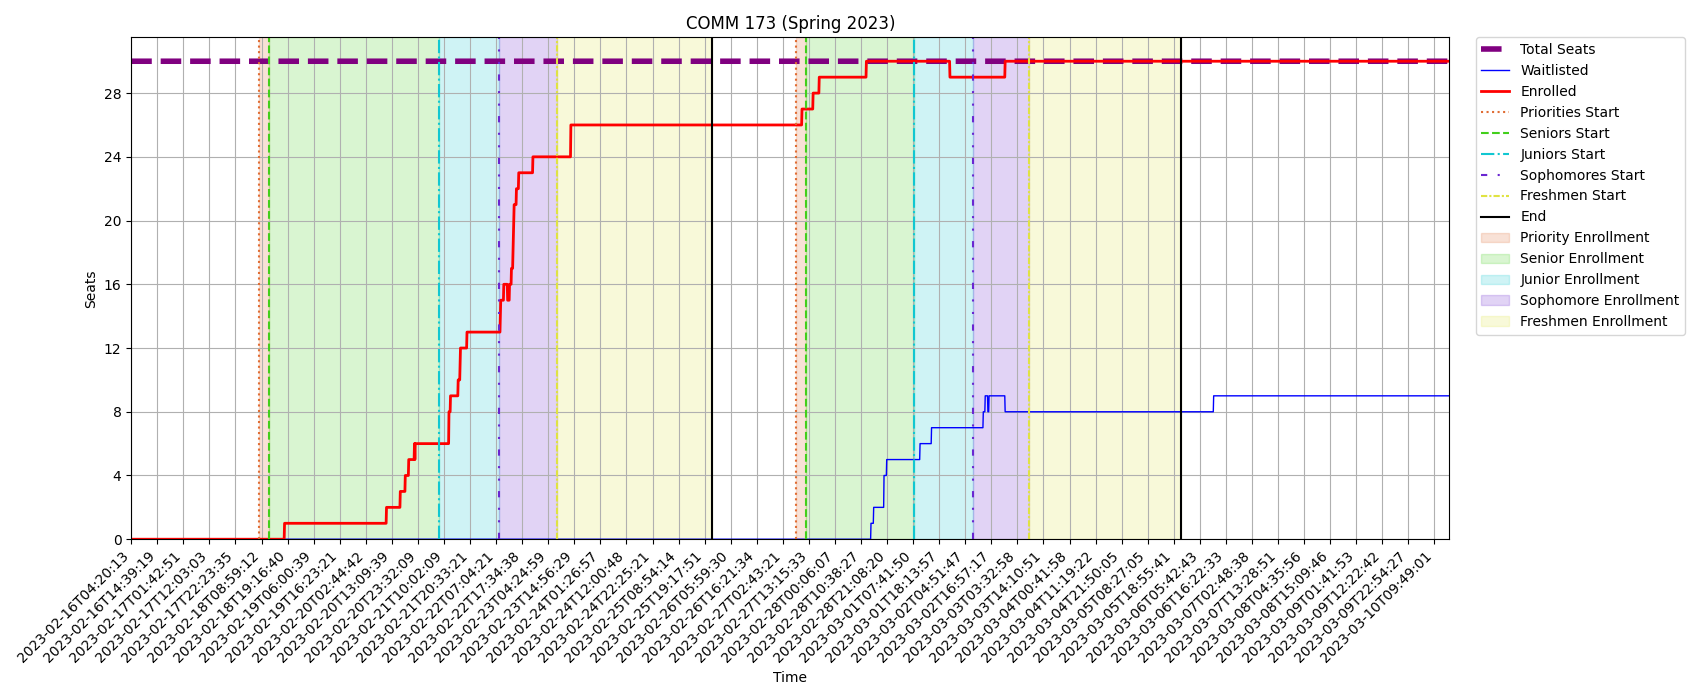 COMM 173 (Spring 2023)
Seats
28
24
20
16
12
8
4
0
2023-02-16T04:20:13
2023-02-16T14:39:19
2023-02-17T01:42:51
2023-02-17T12:03:03
2023-02-17T22:23:35
2023-02-18T08:59:12
2023-02-18T19:16:40
2023-02-19T06:00:39
2023-02-19T16:23:21
2023-02-20T02:44:42
2023-02-20T13:09:39
2023-02-20T23:32:09
2023-02-21T10:02:09
2023-02-21T20:33:21
2023-02-22T07:04:21
2023-02-22T17:34:38
2023-02-23T04:24:59
2023-02-23T14:56:29
2023-02-24T01:26:57
2023-02-24T12:00:48
2023-02-24T22:25:21
2023-02-25T08:54:14
2023-02-25T19:17:51
2023-02-26T05:59:30
2023-02-26T16:21:34
2023-02-27T02:43:21
2023-02-27T13:15:33
2023-02-28T00:06:07
2023-02-28T10:38:27
2023-02-28T21:08:20
2023-03-01T07:41:50
2023-03-01T18:13:57
2023-03-02T04:51:47
2023-03-02T16:57:17
2023-03-03T03:32:58
2023-03-03T14:10:51
2023-03-04T00:41:58
2023-03-04T11:19:22
2023-03-04T21:50:05
2023-03-05T08:27:05
2023-03-05T18:55:41
2023-03-06T05:42:43
2023-03-06T16:22:33
2023-03-07T02:48:38
2023-03-07T13:28:51
2023-03-08T04:35:56
2023-03-08T15:09:46
2023-03-09T01:41:53
2023-03-09T12:22:42
2023-03-09T22:54:27
2023-03-10T09:49:01
Time
Total Seats
Waitlisted
Enrolled
Priorities Start
Seniors Start
Juniors Start
Sophomores Start
Freshmen Start
End
Priority Enrollment
Senior Enrollment
Junior Enrollment
Sophomore Enrollment
Freshmen Enrollment